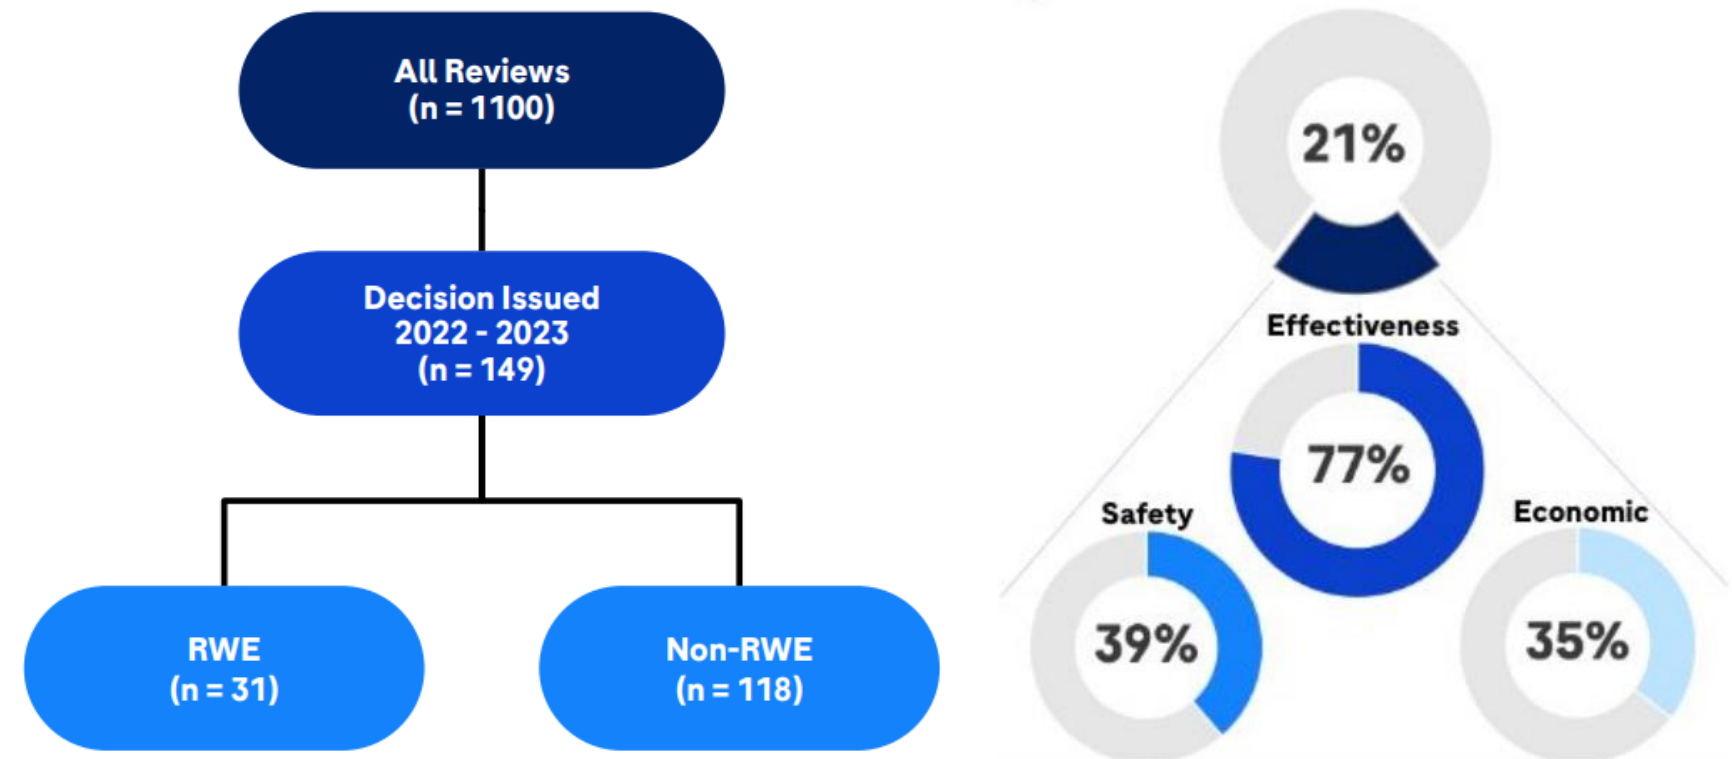 All Reviews
(n = 1100)
Decision Issued
2022 - 2023
(n = 149)
RWE
(n = 31)
Non-RWE
(n = 118)
21%
Effectiveness
77%
Safety
39%
Economic
35%